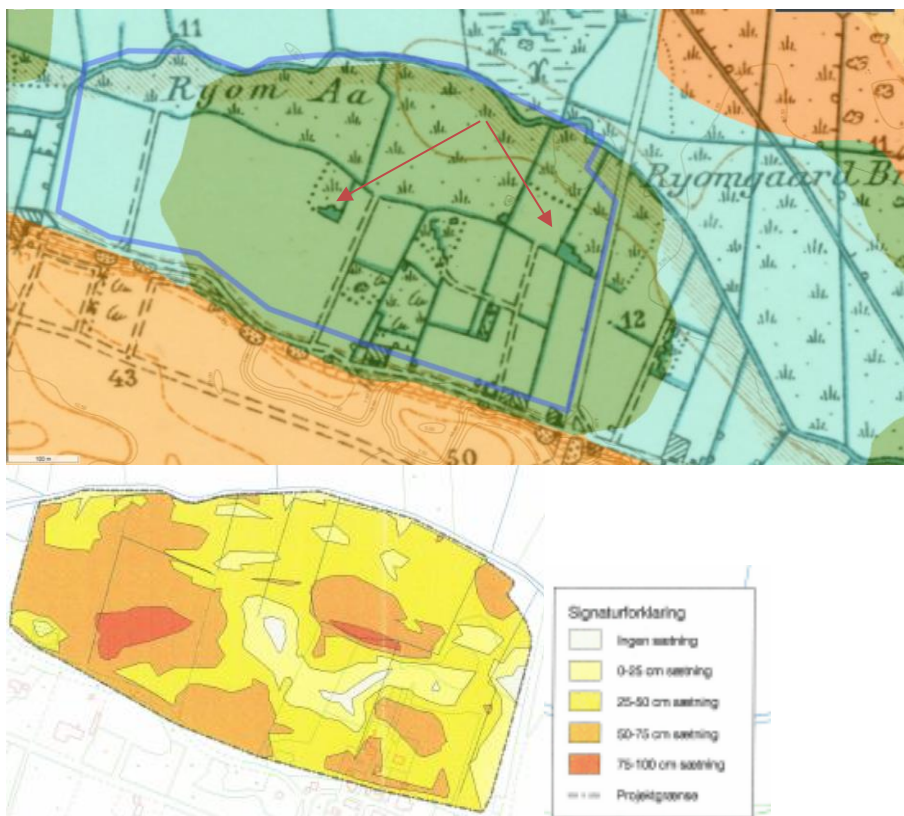 11
Ryom Aa
Ryomgaard Br
11
12
43
50
100 m
Signaturforklaring
Ingen sætning
0-25 cm sætning
25-50 cm sætning
50-75 cm sætning
75-100 cm sætning
Projektgrænse